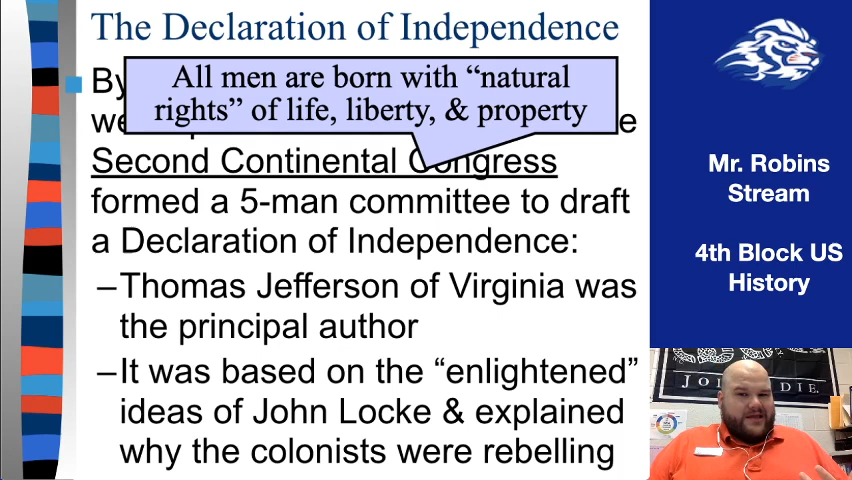 The Declaration of Independence
All men are born with “natural
rights” of life, liberty, & property
By
we
Second Continental Congress
formed a 5-man committee to draft
a Declaration of Independence:
–Thomas Jefferson of Virginia was
the principal author
–It was based on the “enlightened”
ideas of John Locke & explained
why the colonists were rebelling
Mr. Robins
Stream
4th Block US
History